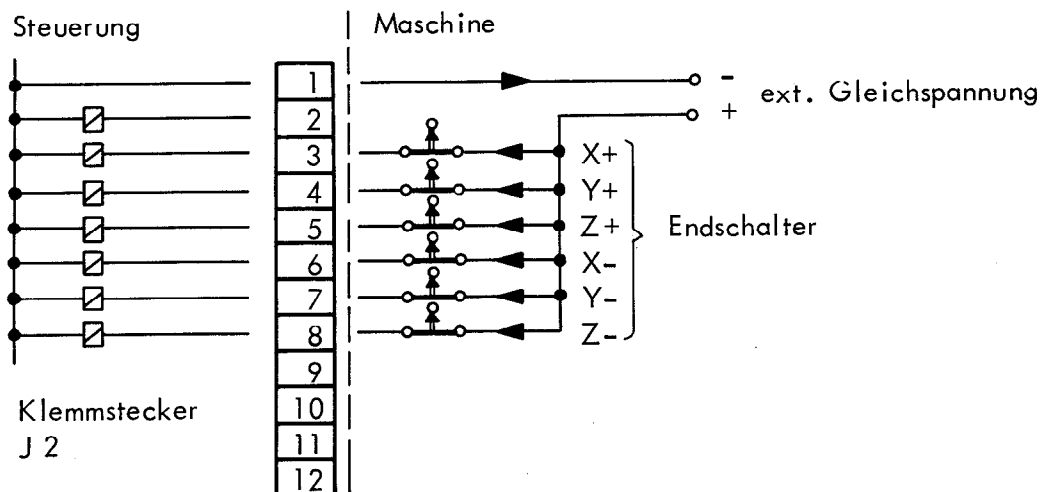 Steuerung
Maschine
1
2
3
4
5
6
7
8
9
10
11
12
-
+
ext. Gleichspannung
X+
Y+
Z+
X-
Y-
Z-
Endschalter
Klemmstecker
J 2